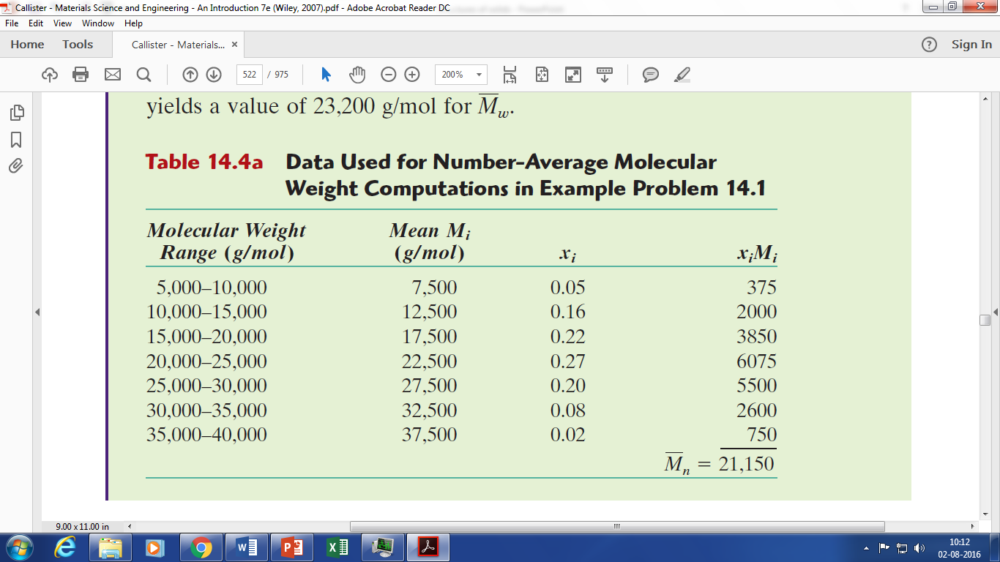 Callister - Materials Science and Engineering - An Introduction 7e (Wiley, 2007).pdf - Adobe Acrobat Reader DC
File Edit View Window Help
Home Tools Callister - Materials... × ? Sign In
522 / 975 200%
yields a value of 23,200 g/mol for M̅w.
Table 14.4a Data Used for Number-Average Molecular
Weight Computations in Example Problem 14.1
Molecular Weight Mean Mi
Range (g/mol) (g/mol) xi xiMi
5,000–10,000 7,500 0.05 375
10,000–15,000 12,500 0.16 2000
15,000–20,000 17,500 0.22 3850
20,000–25,000 22,500 0.27 6075
25,000–30,000 27,500 0.20 5500
30,000–35,000 32,500 0.08 2600
35,000–40,000 37,500 0.02 750
M̅n = 21,150
9.00 x 11.00 in
10:12
02-08-2016